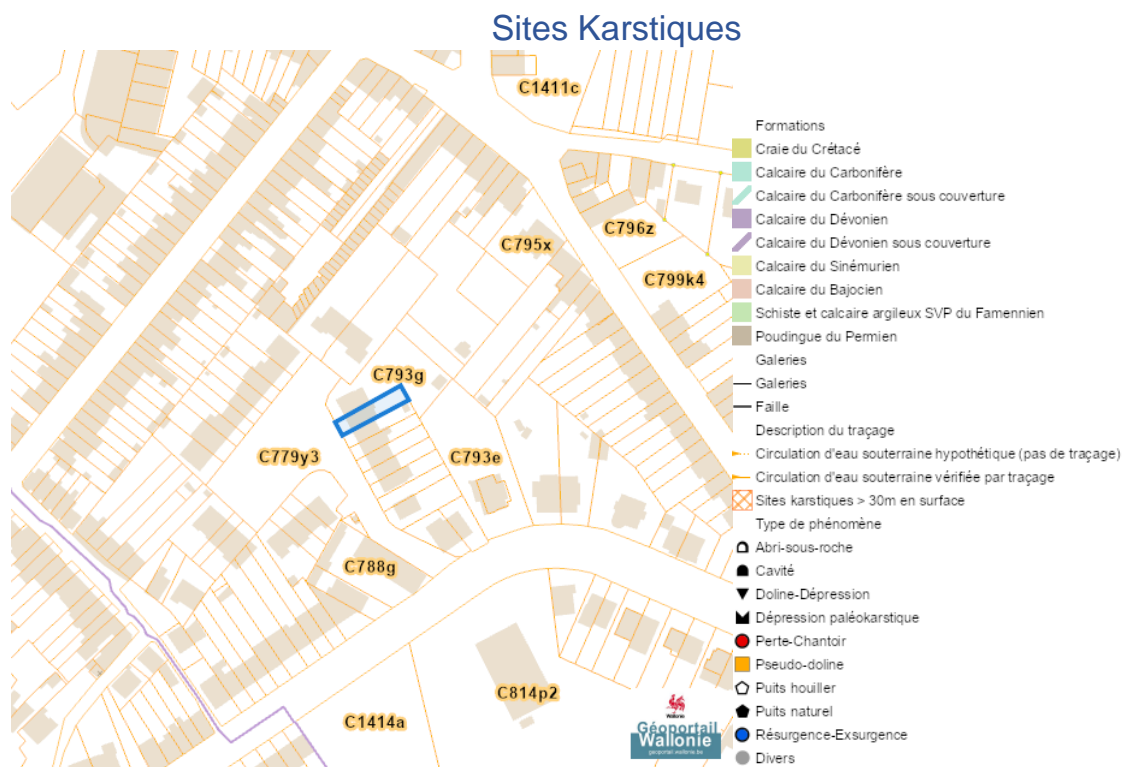 Sites Karstiques
C1411c
C796z
C795x
C799k4
C793g
C779y3
C793e
C788g
C814p2
C1414a
Wallonie
Géoportail
Wallonie
geoportail.wallonie.be
Formations
Craie du Crétacé
Calcaire du Carbonifère
Calcaire du Carbonifère sous couverture
Calcaire du Dévonien
Calcaire du Dévonien sous couverture
Calcaire du Sinémurien
Calcaire du Bajocien
Schiste et calcaire argileux SVP du Famennien
Poudingue du Permien
Galeries
Galeries
Faille
Description du traçage
Circulation d'eau souterraine hypothétique (pas de traçage)
Circulation d'eau souterraine vérifiée par traçage
Sites karstiques > 30m en surface
Type de phénomène
Abri-sous-roche
Cavité
Doline-Dépression
Dépression paléokarstique
Perte-Chantoir
Pseudo-doline
Puits houiller
Puits naturel
Résurgence-Exsurgence
Divers